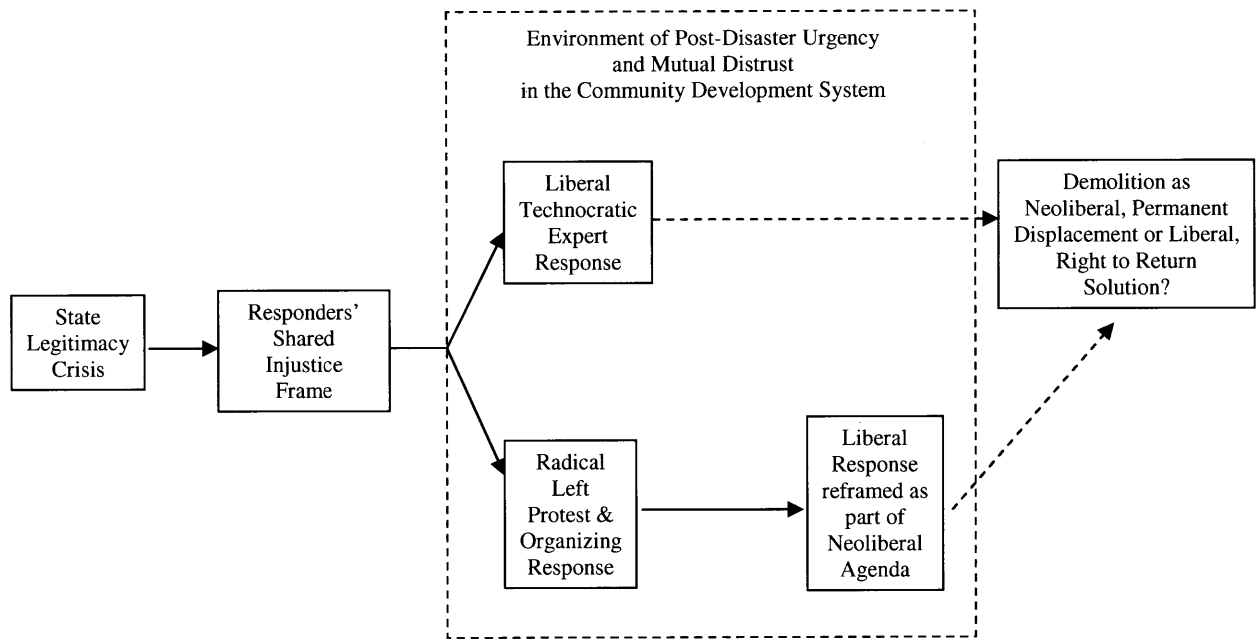 Environment of Post-Disaster Urgency
and Mutual Distrust
in the Community Development System
State
Legitimacy
Crisis
Responders’
Shared
Injustice
Frame
Liberal
Technocratic
Expert
Response
Radical
Left
Protest &
Organizing
Response
Liberal
Response
reframed as
part of
Neoliberal
Agenda
Demolition as
Neoliberal, Permanent
Displacement or Liberal,
Right to Return
Solution?